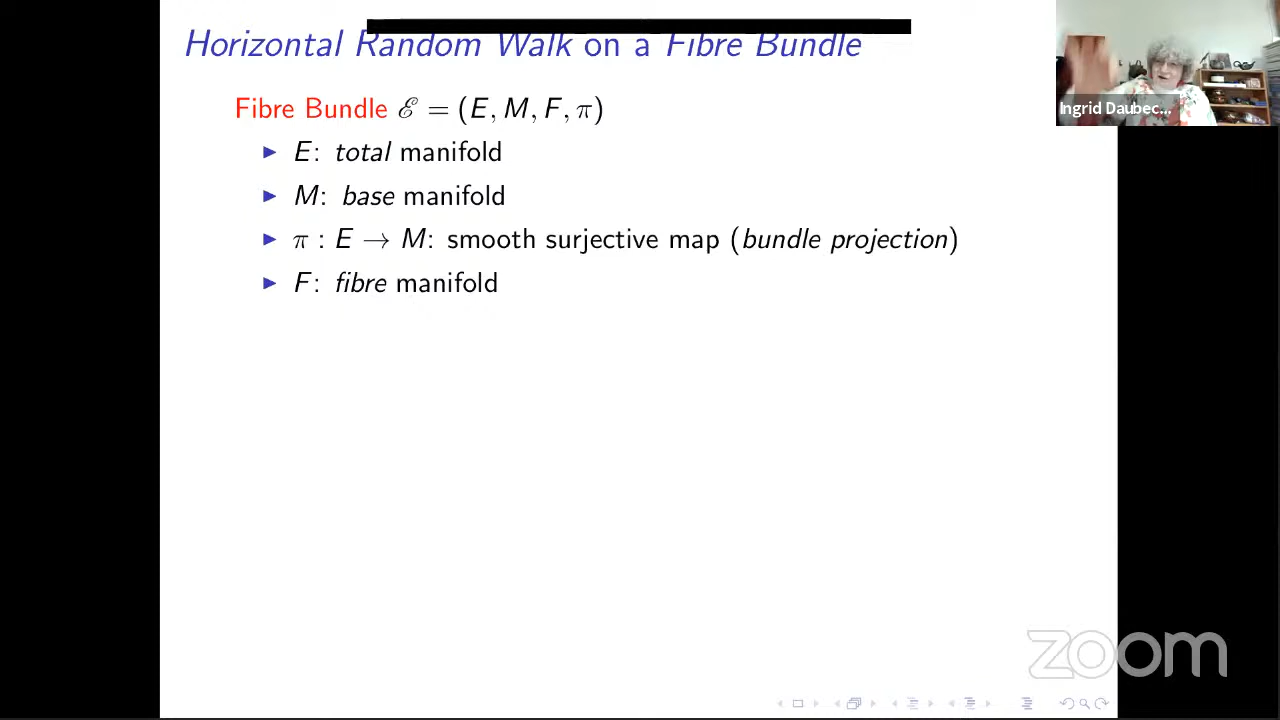 Horizontal Random Walk on a Fibre Bundle
Fibre Bundle ℰ = (E, M, F, π)
E: total manifold
M: base manifold
π : E → M: smooth surjective map (bundle projection)
F: fibre manifold
Ingrid Daubec...
zoom